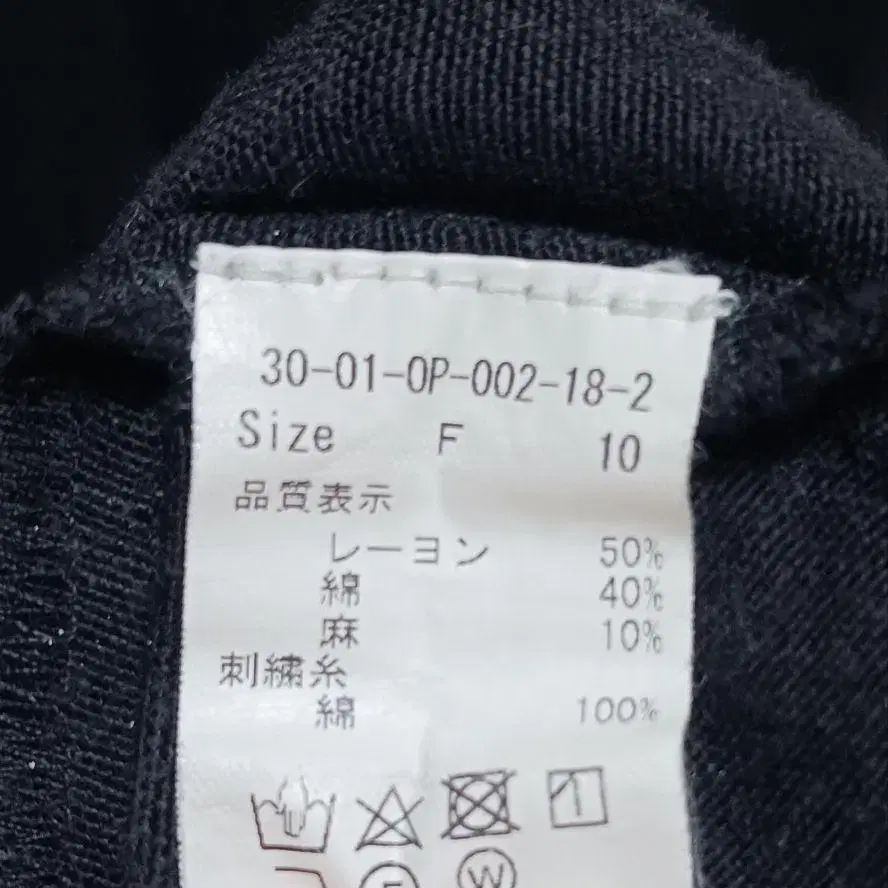 30-01-OP-002-18-2
Size F 10
品質表示
レーヨン 50%
綿 40%
麻 10%
刺繍糸
綿 100%
W